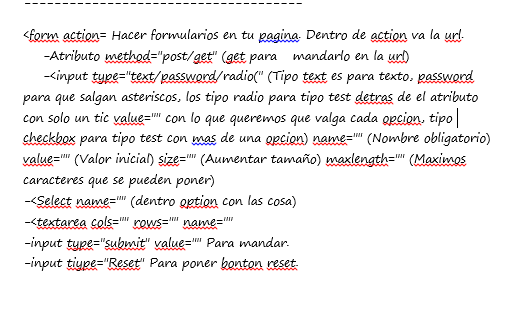 -------------------------------------
<form action= Hacer formularios en tu pagina. Dentro de action va la url.
-Atributo method="post/get" (get para mandarlo en la url)
-<input type="text/password/radio(" (Tipo text es para texto, password
para que salgan asteriscos, los tipo radio para tipo test detras de el atributo
con solo un tic value="" con lo que queremos que valga cada opcion, tipo
checkbox para tipo test con mas de una opcion) name="" (Nombre obligatorio)
value="" (Valor inicial) size="" (Aumentar tamaño) maxlength="" (Maximos
caracteres que se pueden poner)
-<Select name="" (dentro option con las cosa)
-<textarea cols="" rows="" name=""
-input type="submit" value="" Para mandar.
-input tiype="Reset" Para poner bonton reset.